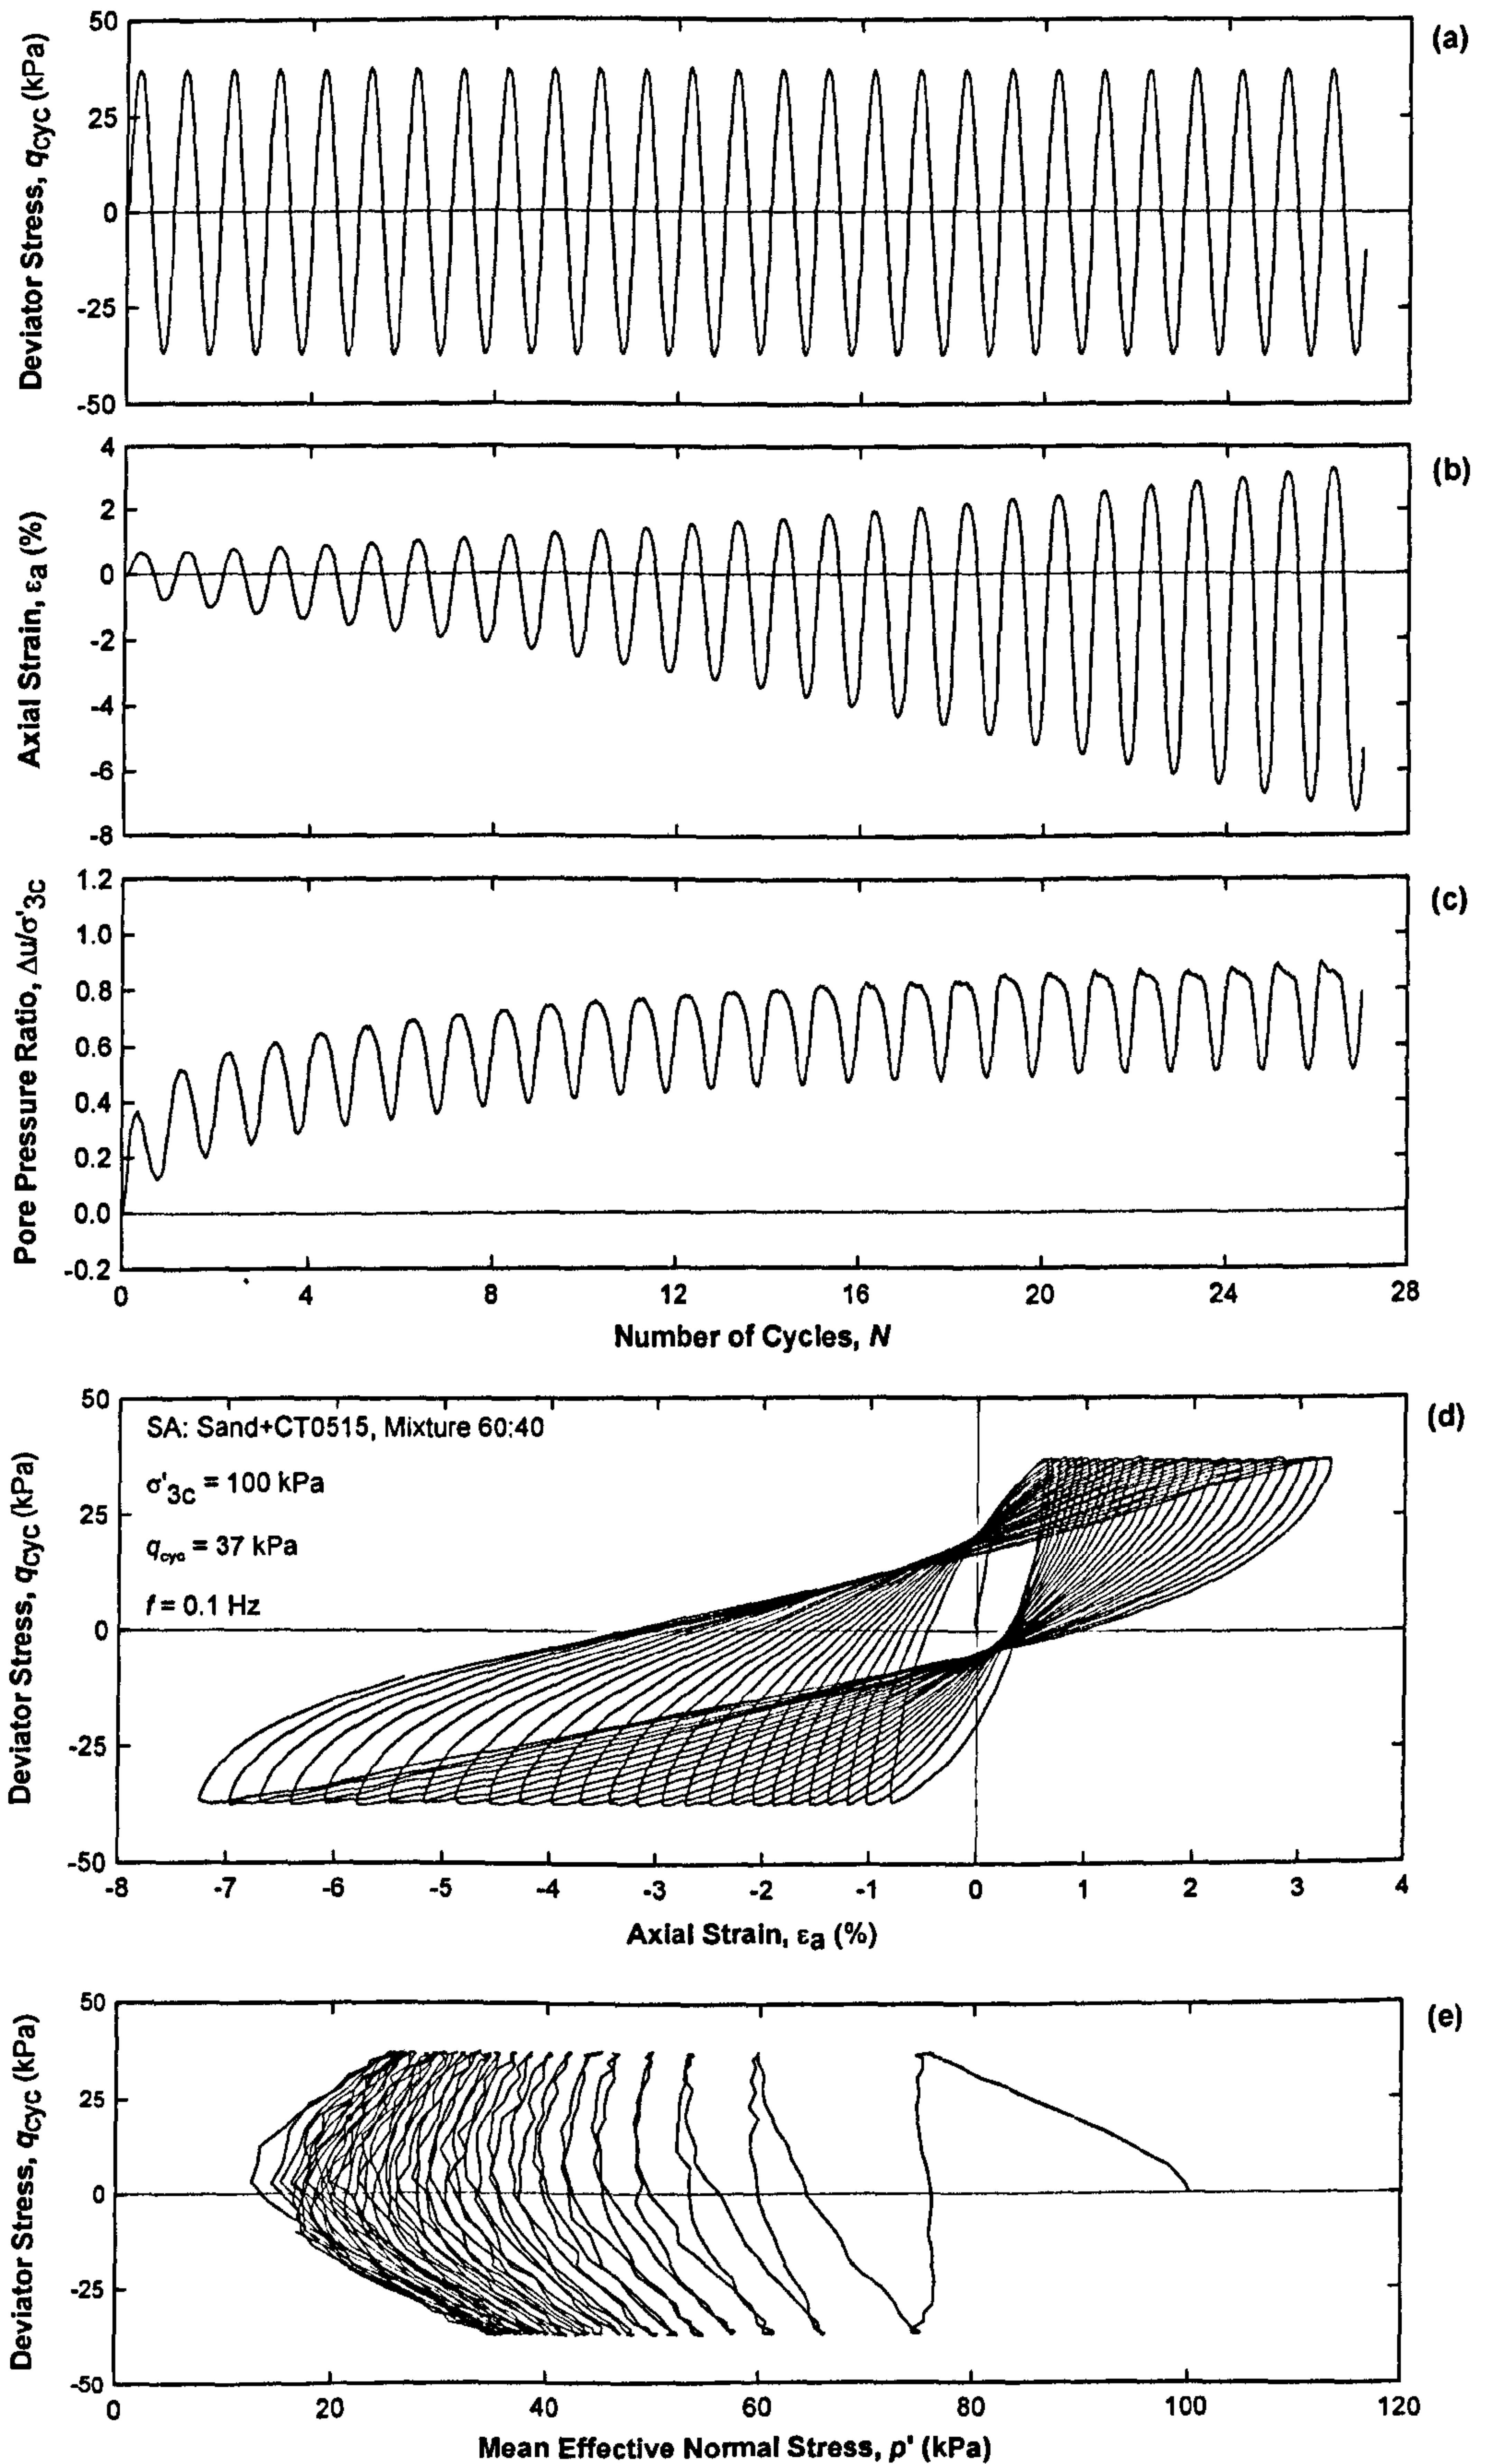 (a)
Deviator Stress, qcyc (kPa)
50
25
0
-25
-50
(b)
Axial Strain, εa (%)
4
2
0
-2
-4
-6
-8
(c)
Pore Pressure Ratio, Δu/σ'3c
1.2
1.0
0.8
0.6
0.4
0.2
0.0
-0.2
0 4 8 12 16 20 24 28
Number of Cycles, N
(d)
Deviator Stress, qcyc (kPa)
50
25
0
-25
-50
SA: Sand+CT0515, Mixture 60:40
σ'3c = 100 kPa
qcyc = 37 kPa
f = 0.1 Hz
-8 -7 -6 -5 -4 -3 -2 -1 0 1 2 3 4
Axial Strain, εa (%)
(e)
Deviator Stress, qcyc (kPa)
50
25
0
-25
-50
0 20 40 60 80 100 120
Mean Effective Normal Stress, p' (kPa)